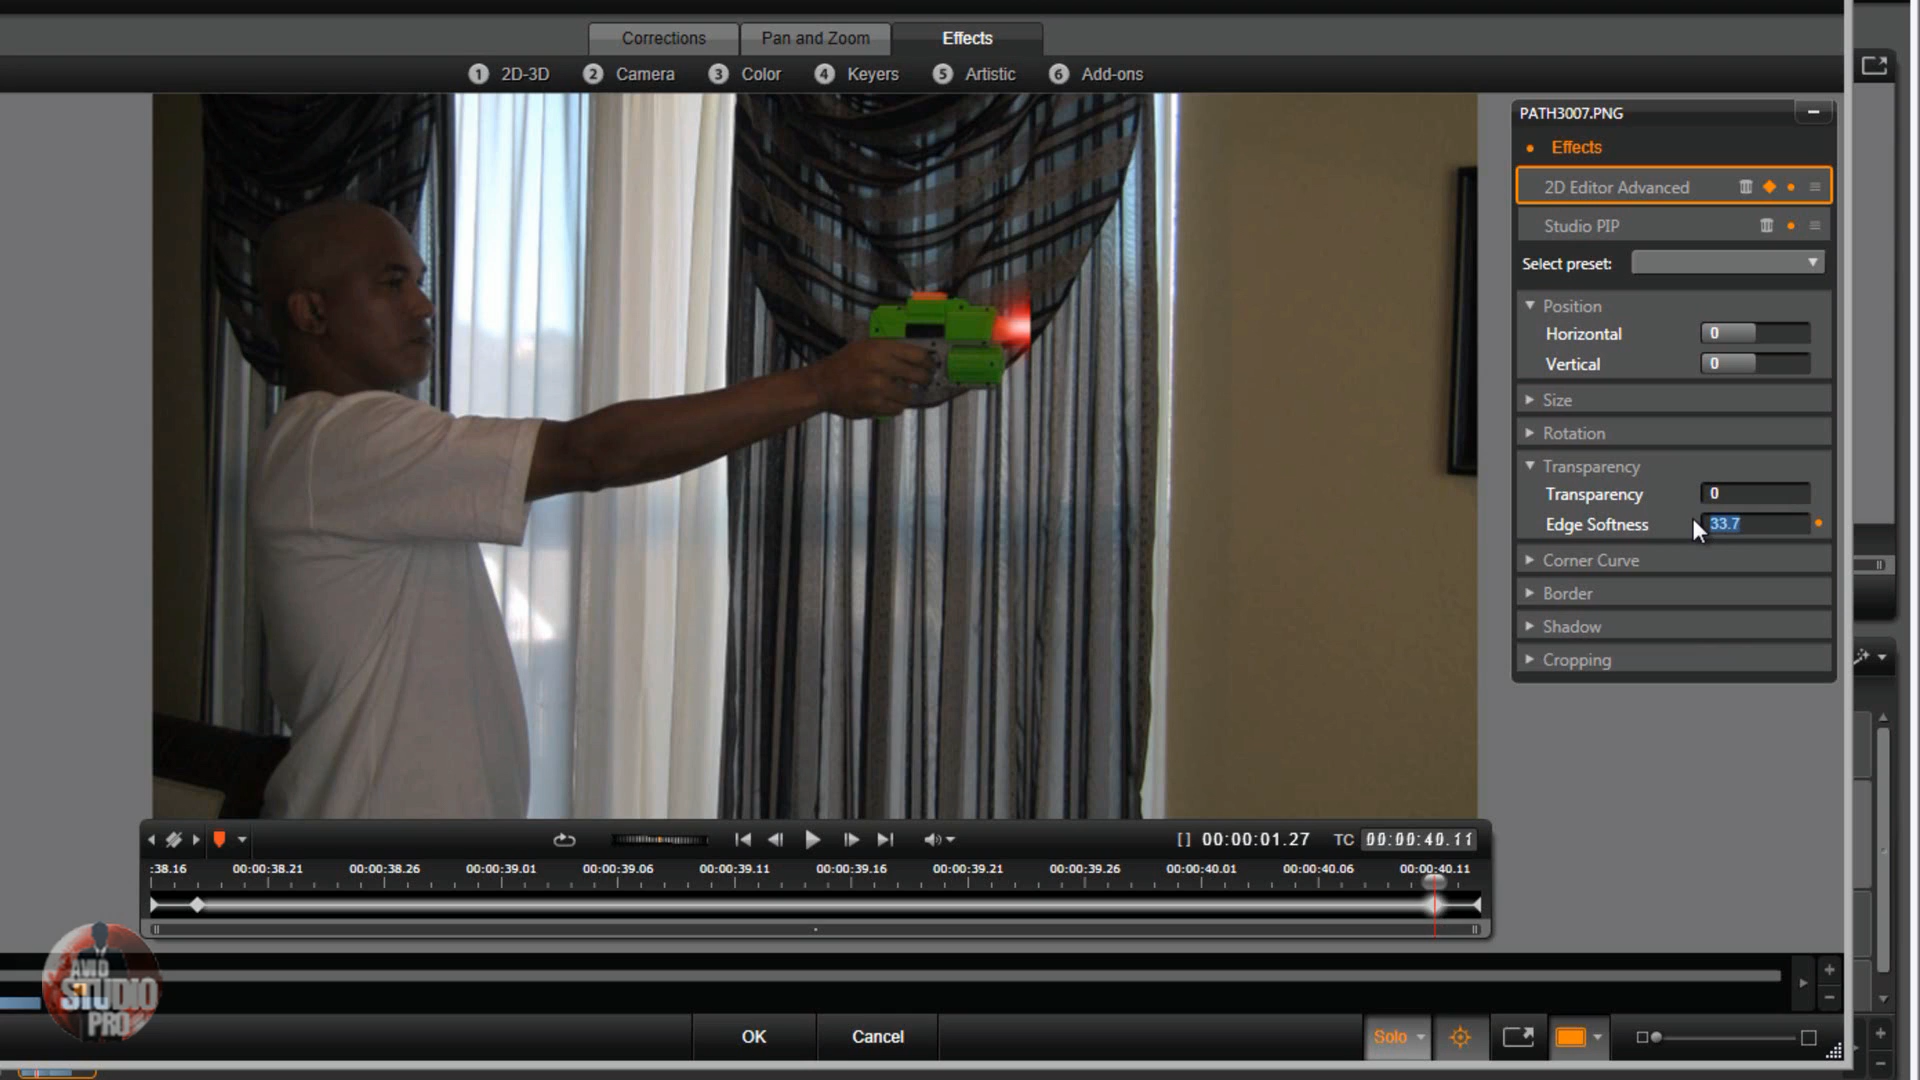 Corrections Pan and Zoom Effects
1 2D-3D 2 Camera 3 Color 4 Keyers 5 Artistic 6 Add-ons
PATH3007.PNG
Effects
2D Editor Advanced
Studio PIP
Select preset:
Position
Horizontal 0
Vertical 0
Size
Rotation
Transparency
Transparency 0
Edge Softness 33.7
Corner Curve
Border
Shadow
Cropping
[] 00:00:01.27 TC 00:00:40.11
:38.16 00:00:38.21 00:00:38.26 00:00:39.01 00:00:39.06 00:00:39.11 00:00:39.16 00:00:39.21 00:00:39.26 00:00:40.01 00:00:40.06 00:00:40.11
AVID
STUDIO
PRO
OK Cancel Solo